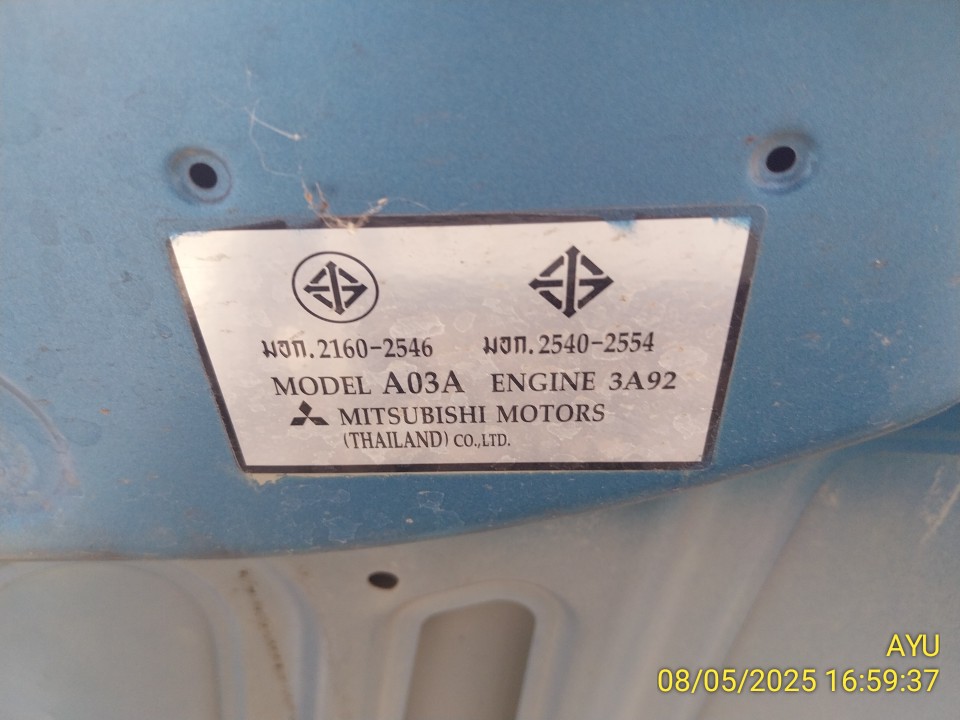 มอก.2160-2546 มอก.2540-2554
MODEL A03A ENGINE 3A92
MITSUBISHI MOTORS
(THAILAND) CO.,LTD.
AYU
08/05/2025 16:59:37